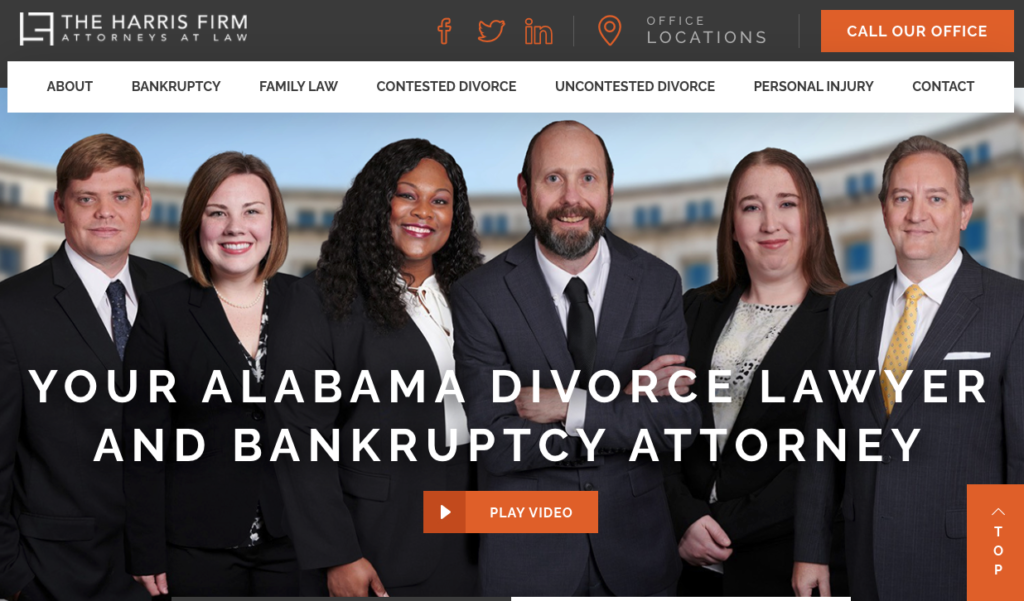 THE HARRIS FIRM
ATTORNEYS AT LAW
OFFICE
LOCATIONS
CALL OUR OFFICE
ABOUT BANKRUPTCY FAMILY LAW CONTESTED DIVORCE UNCONTESTED DIVORCE PERSONAL INJURY CONTACT
YOUR ALABAMA DIVORCE LAWYER
AND BANKRUPTCY ATTORNEY
PLAY VIDEO
TOP